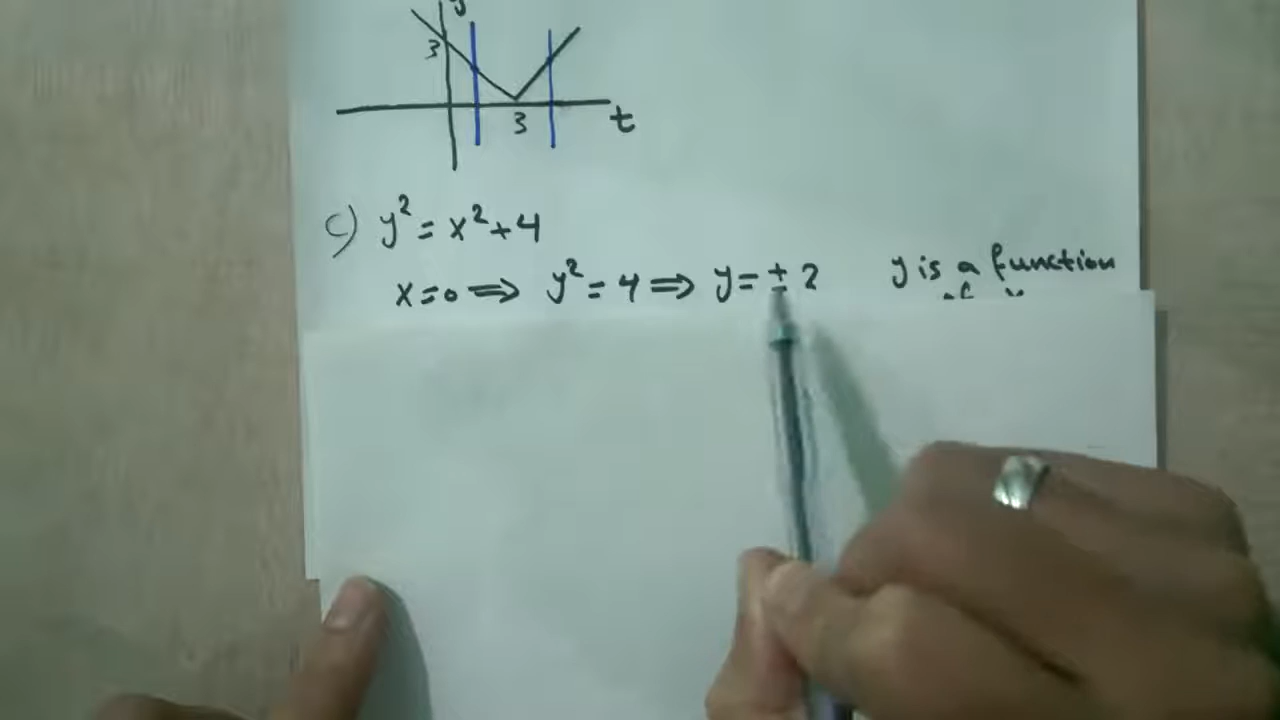 y
3
3
t
c) y² = x² + 4
x = 0 ⟹ y² = 4 ⟹ y = ± 2
y is a function